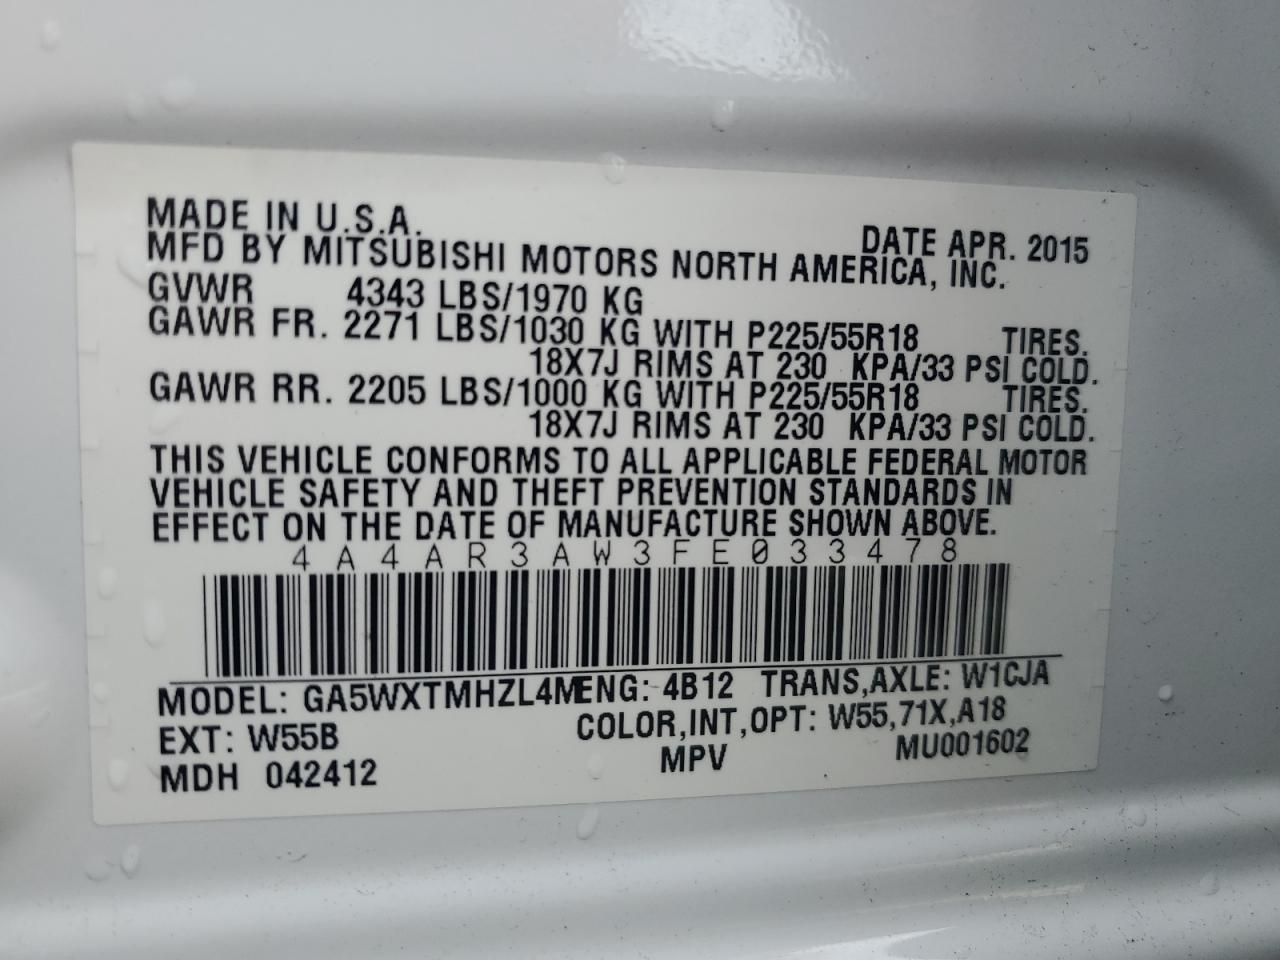 MADE IN U.S.A. DATE APR. 2015
MFD BY MITSUBISHI MOTORS NORTH AMERICA, INC.
GVWR 4343 LBS/1970 KG
GAWR FR. 2271 LBS/1030 KG WITH P225/55R18 TIRES.
18X7J RIMS AT 230 KPA/33 PSI COLD.
GAWR RR. 2205 LBS/1000 KG WITH P225/55R18 TIRES.
18X7J RIMS AT 230 KPA/33 PSI COLD.
THIS VEHICLE CONFORMS TO ALL APPLICABLE FEDERAL MOTOR
VEHICLE SAFETY AND THEFT PREVENTION STANDARDS IN
EFFECT ON THE DATE OF MANUFACTURE SHOWN ABOVE.
4A4AR3AW3FE033478
MODEL: GA5WXTMHZL4MENG: 4B12 TRANS,AXLE: W1CJA
EXT: W55B COLOR,INT,OPT: W55,71X,A18
MDH 042412 MPV MU001602